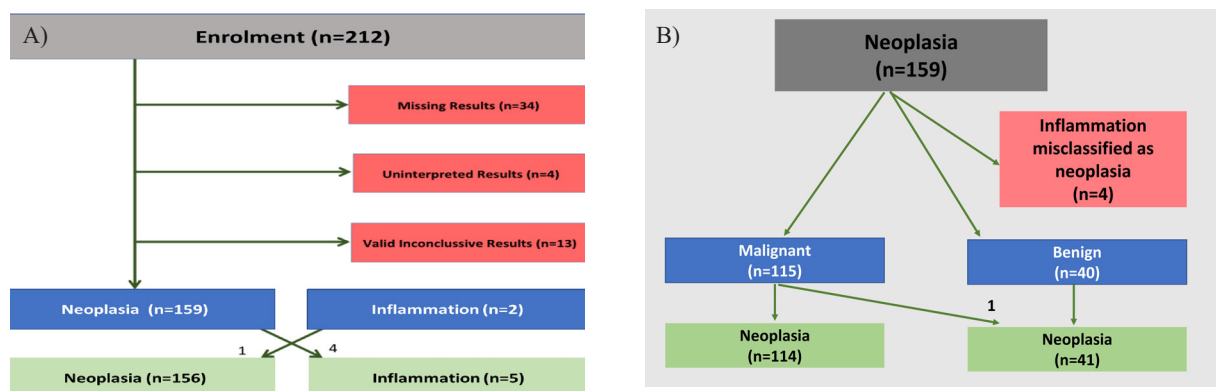 A)
Enrolment (n=212)
Missing Results (n=34)
Uninterpreted Results (n=4)
Valid Inconclussive Results (n=13)
Neoplasia (n=159)
Inflammation (n=2)
1
4
Neoplasia (n=156)
Inflammation (n=5)
B)
Neoplasia
(n=159)
Inflammation
misclassified as
neoplasia
(n=4)
Malignant
(n=115)
Benign
(n=40)
1
Neoplasia
(n=114)
Neoplasia
(n=41)